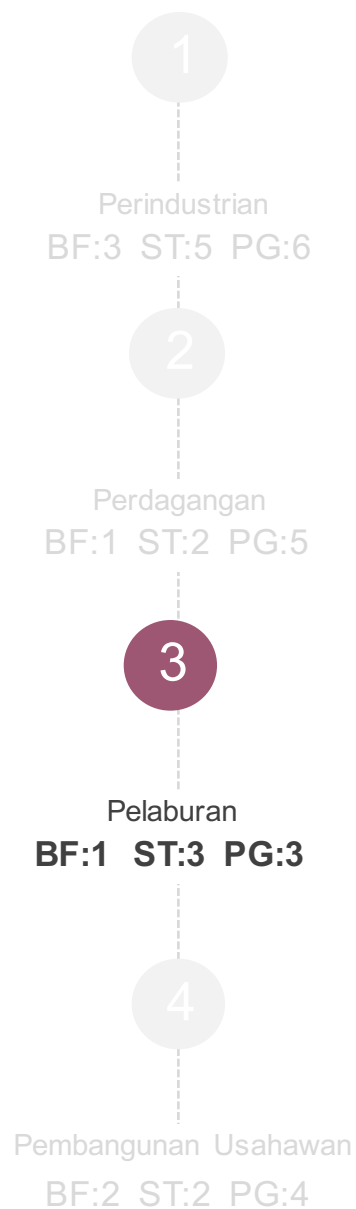 1
Perindustrian
BF:3 ST:5 PG:6
2
Perdagangan
BF:1 ST:2 PG:5
3
Pelaburan
BF:1 ST:3 PG:3
4
Pembangunan Usahawan
BF:2 ST:2 PG:4